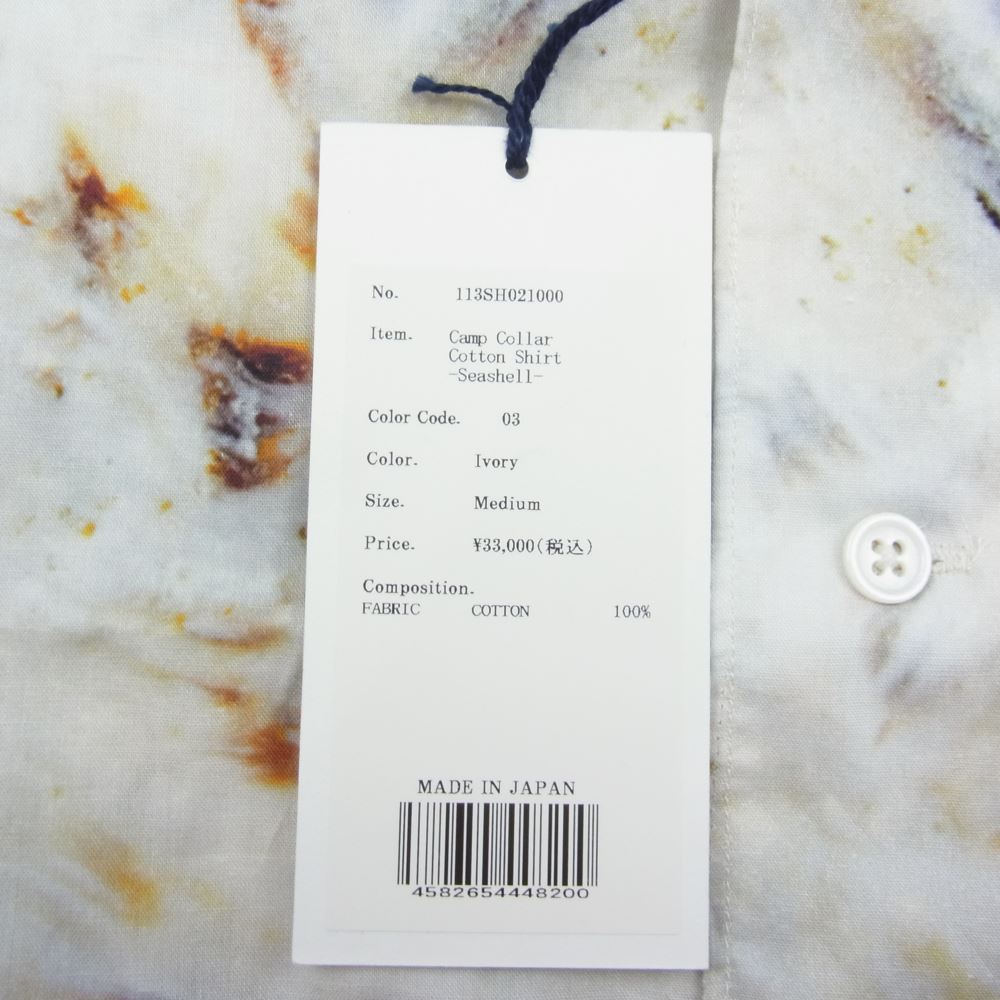 No. 113SH021000
Item. Camp Collar
Cotton Shirt
-Seashell-
Color Code. 03
Color. Ivory
Size. Medium
Price. ¥33,000(税込)
Composition.
FABRIC COTTON 100%
MADE IN JAPAN
4582654448200